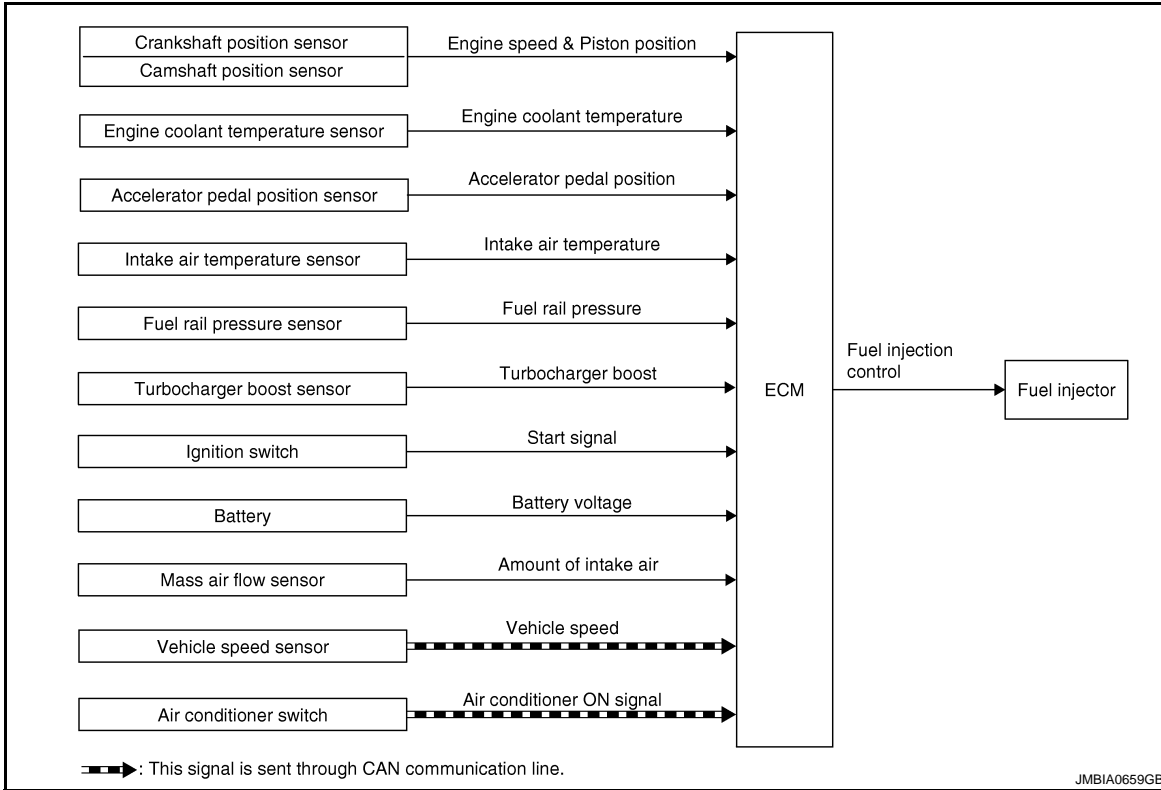 Crankshaft position sensor
Camshaft position sensor
Engine speed & Piston position
Engine coolant temperature sensor
Engine coolant temperature
Accelerator pedal position sensor
Accelerator pedal position
Intake air temperature sensor
Intake air temperature
Fuel rail pressure sensor
Fuel rail pressure
Turbocharger boost sensor
Turbocharger boost
Ignition switch
Start signal
Battery
Battery voltage
Mass air flow sensor
Amount of intake air
Vehicle speed sensor
Vehicle speed
Air conditioner switch
Air conditioner ON signal
ECM
Fuel injection
control
Fuel injector
: This signal is sent through CAN communication line.
JMBIA0659GB